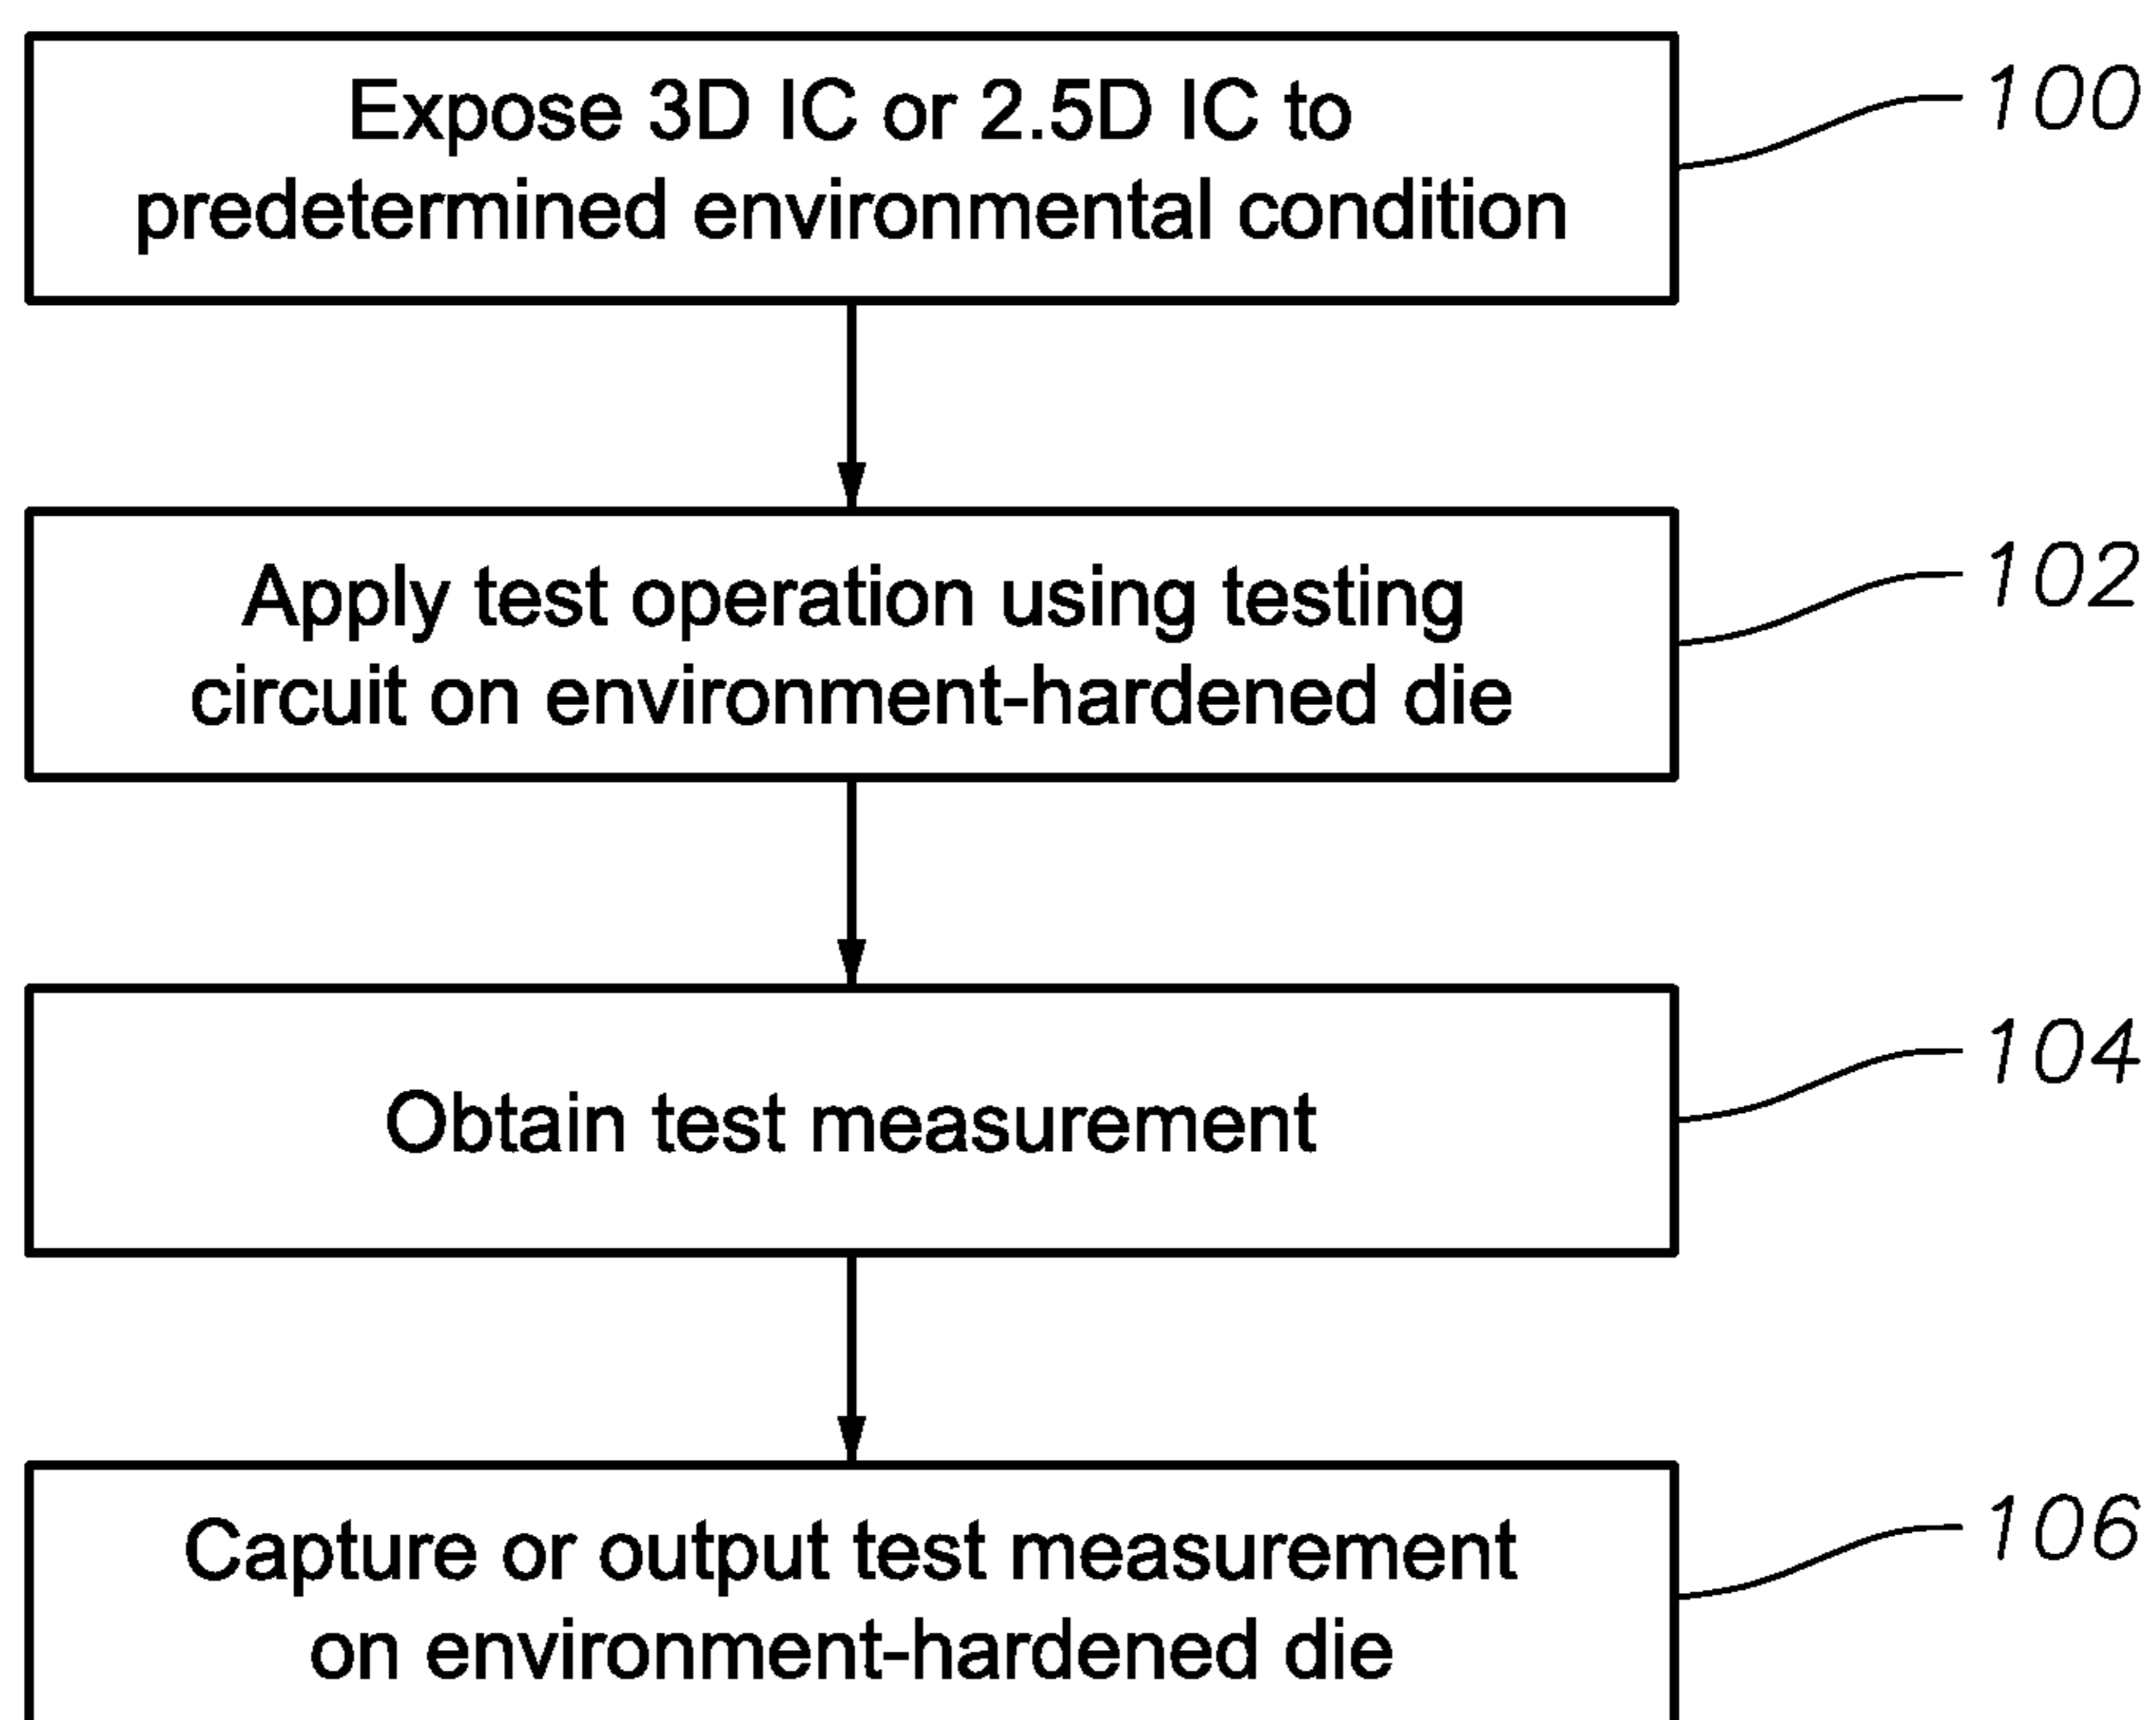 Expose 3D IC or 2.5D IC to
predetermined environmental condition
100
Apply test operation using testing
circuit on environment-hardened die
102
Obtain test measurement
104
Capture or output test measurement
on environment-hardened die
106